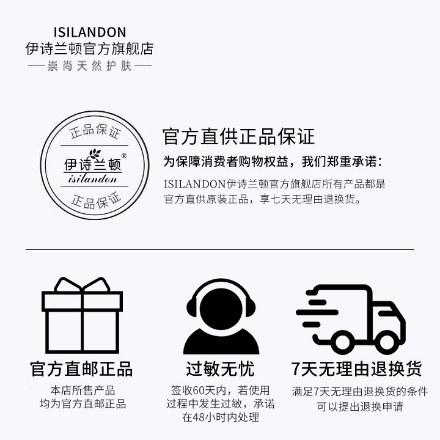 ISILANDON
伊诗兰顿官方旗舰店
崇尚天然护肤
正品保证
伊诗兰顿®
isilandon
正品保证
官方直供正品保证
为保障消费者购物权益，我们郑重承诺：
ISILANDON伊诗兰顿官方旗舰店所有产品都是
官方直供原装正品，享七天无理由退换货。
官方直邮正品
本店所售产品
均为官方直邮正品
过敏无忧
签收60天内，若使用
过程中发生过敏，承诺
在48小时内处理
7天无理由退换货
满足7天无理由退换货的条件
可以提出退换申请